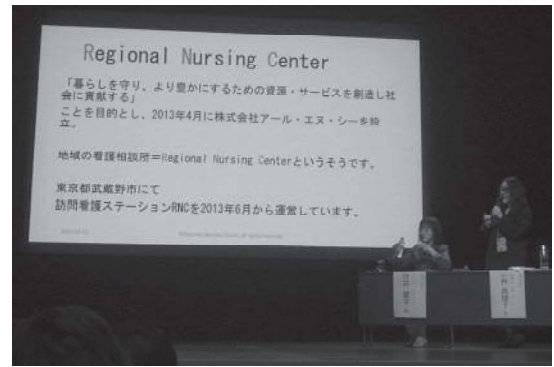 Regional Nursing Center
「暮らしを守り、より豊かにするための資源・サービスを創造し社
会に貢献する」
ことを目的とし、2013年4月に株式会社アール・エヌ・シーを設
立。
地域の看護相談所＝Regional Nursing Centerというそうです。
東京都武蔵野市にて
訪問看護ステーションRNCを2013年6月から運営しています。